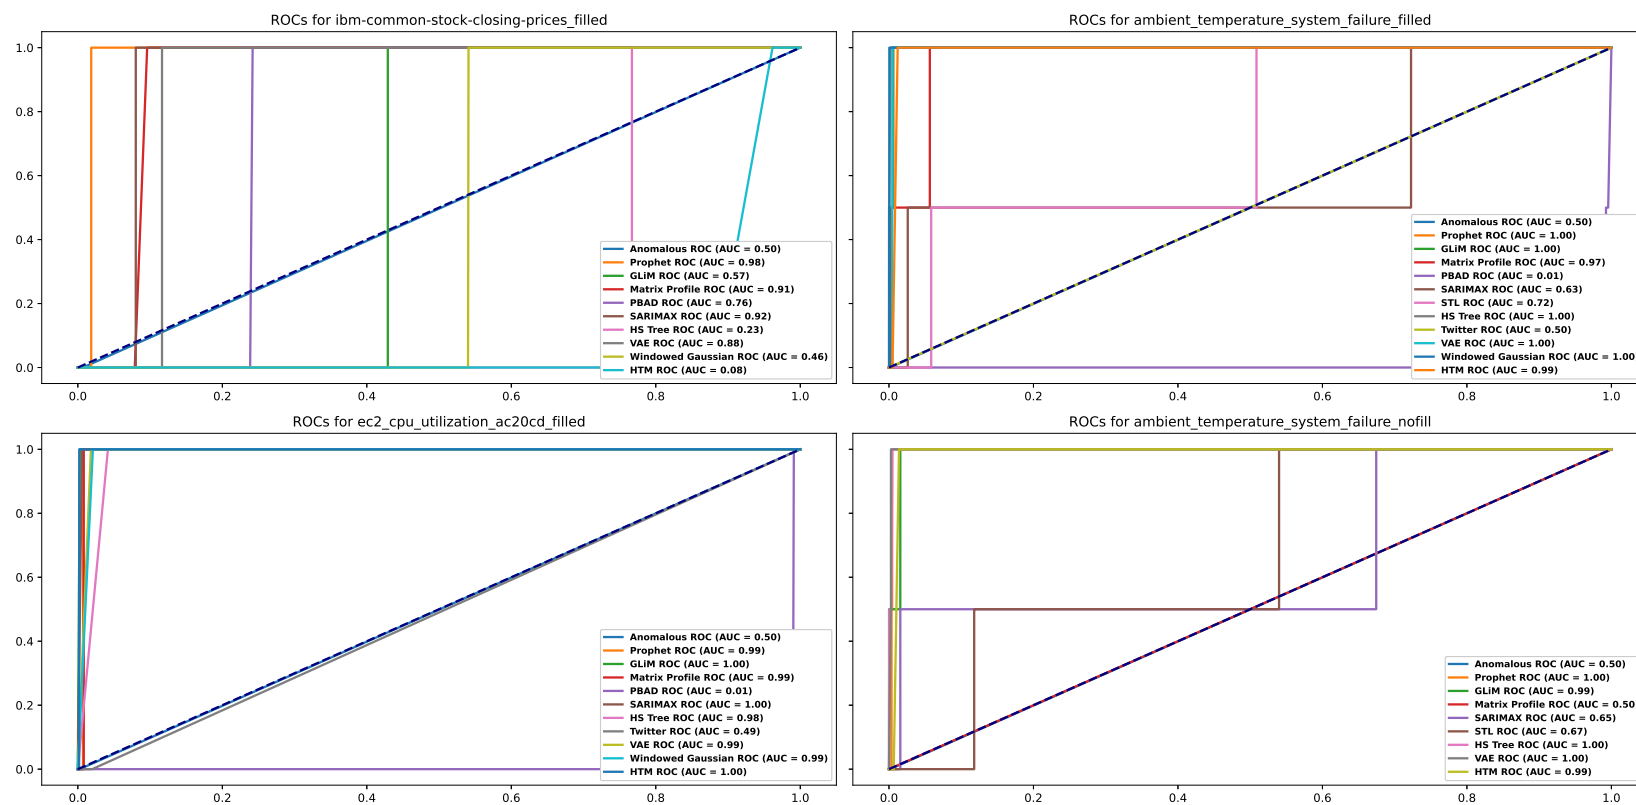 ROCs for ibm-common-stock-closing-prices_filled
1.0
0.8
0.6
0.4
0.2
0.0
0.0 0.2 0.4 0.6 0.8 1.0
Anomalous ROC (AUC = 0.50)
Prophet ROC (AUC = 0.98)
GLiM ROC (AUC = 0.57)
Matrix Profile ROC (AUC = 0.91)
PBAD ROC (AUC = 0.76)
SARIMAX ROC (AUC = 0.92)
HS Tree ROC (AUC = 0.23)
VAE ROC (AUC = 0.88)
Windowed Gaussian ROC (AUC = 0.46)
HTM ROC (AUC = 0.08)
ROCs for ambient_temperature_system_failure_filled
0.0 0.2 0.4 0.6 0.8 1.0
Anomalous ROC (AUC = 0.50)
Prophet ROC (AUC = 1.00)
GLiM ROC (AUC = 1.00)
Matrix Profile ROC (AUC = 0.97)
PBAD ROC (AUC = 0.01)
SARIMAX ROC (AUC = 0.63)
STL ROC (AUC = 0.72)
HS Tree ROC (AUC = 1.00)
Twitter ROC (AUC = 0.50)
VAE ROC (AUC = 1.00)
Windowed Gaussian ROC (AUC = 1.00
HTM ROC (AUC = 0.99)
ROCs for ec2_cpu_utilization_ac20cd_filled
1.0
0.8
0.6
0.4
0.2
0.0
0.0 0.2 0.4 0.6 0.8 1.0
Anomalous ROC (AUC = 0.50)
Prophet ROC (AUC = 0.99)
GLiM ROC (AUC = 1.00)
Matrix Profile ROC (AUC = 0.99)
PBAD ROC (AUC = 0.01)
SARIMAX ROC (AUC = 1.00)
HS Tree ROC (AUC = 0.98)
Twitter ROC (AUC = 0.49)
VAE ROC (AUC = 0.99)
Windowed Gaussian ROC (AUC = 0.99)
HTM ROC (AUC = 1.00)
ROCs for ambient_temperature_system_failure_nofill
0.0 0.2 0.4 0.6 0.8 1.0
Anomalous ROC (AUC = 0.50)
Prophet ROC (AUC = 1.00)
GLiM ROC (AUC = 0.99)
Matrix Profile ROC (AUC = 0.50
SARIMAX ROC (AUC = 0.65)
STL ROC (AUC = 0.67)
HS Tree ROC (AUC = 1.00)
VAE ROC (AUC = 1.00)
HTM ROC (AUC = 0.99)